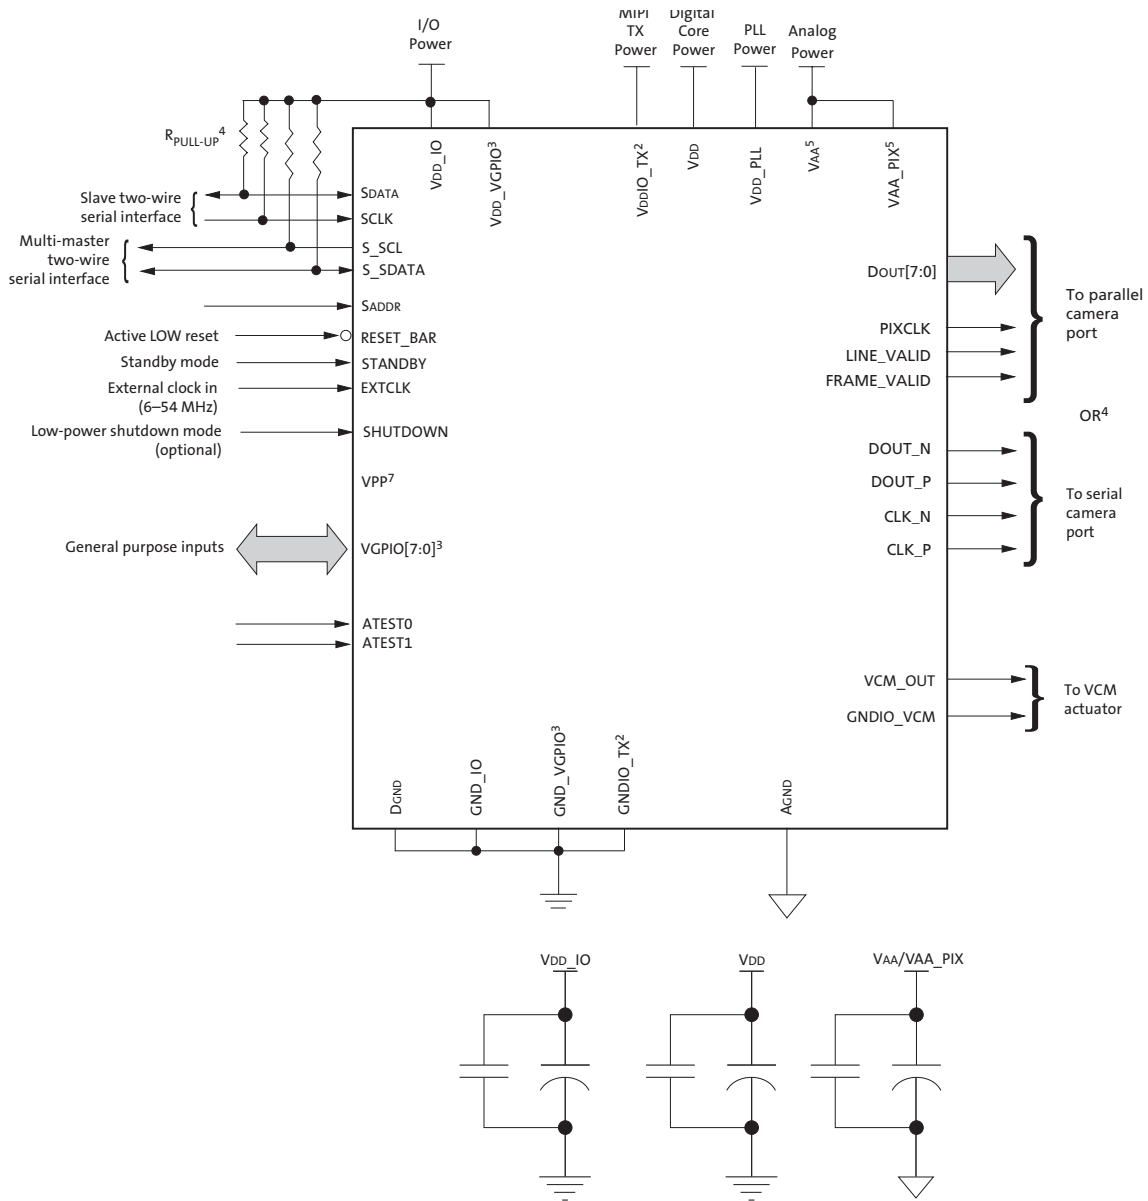 I/O
Power
MIPI
TX
Power
Digital
Core
Power
PLL
Power
Analog
Power
RPULL-UP4
VDD_IO
VDD_VGPIO3
VDDIO_TX2
VDD
VDD_PLL
VAA5
VAA_PIX5
Slave two-wire
serial interface
SDATA
SCLK
Multi-master
two-wire
serial interface
S_SCL
S_SDATA
SADDR
Active LOW reset
RESET_BAR
Standby mode
STANDBY
External clock in
(6–54 MHz)
EXTCLK
Low-power shutdown mode
(optional)
SHUTDOWN
VPP7
General purpose inputs
VGPIO[7:0]3
ATEST0
ATEST1
DOUT[7:0]
PIXCLK
LINE_VALID
FRAME_VALID
To parallel
camera
port
OR4
DOUT_N
DOUT_P
CLK_N
CLK_P
To serial
camera
port
VCM_OUT
GNDIO_VCM
To VCM
actuator
DGND
GND_IO
GND_VGPIO3
GNDIO_TX2
AGND
VDD_IO
VDD
VAA/VAA_PIX